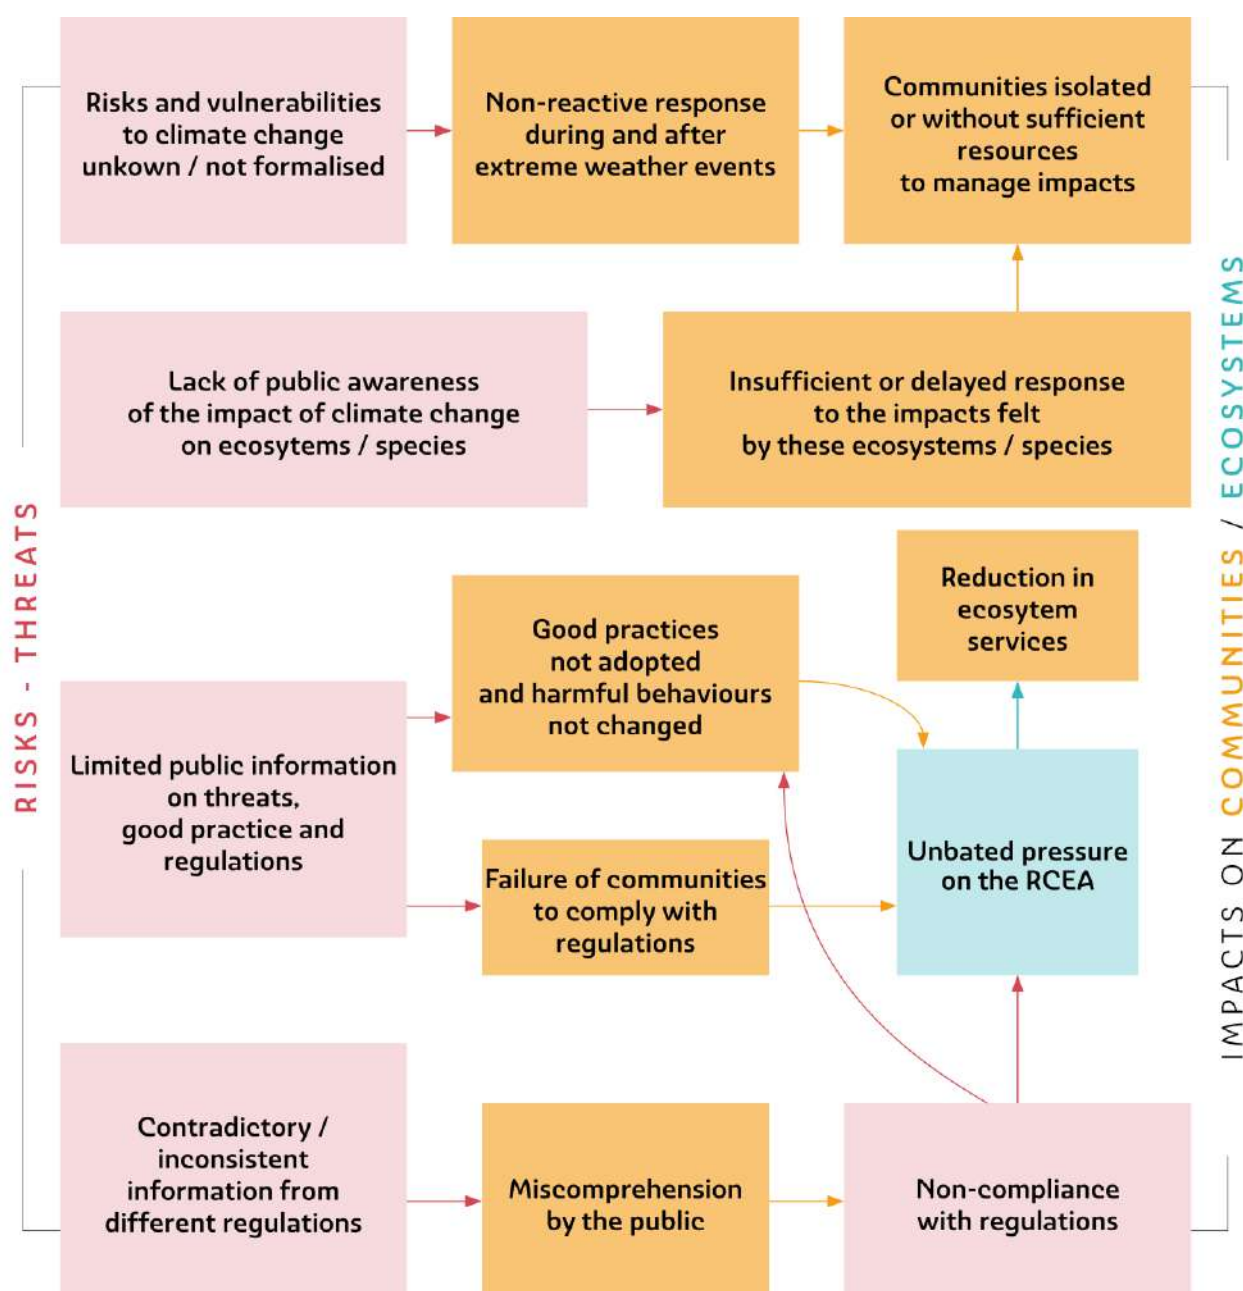 RISKS - THREATS
Risks and vulnerabilities
to climate change
unkown / not formalised
Non-reactive response
during and after
extreme weather events
Communities isolated
or without sufficient
resources
to manage impacts
Lack of public awareness
of the impact of climate change
on ecosytems / species
Insufficient or delayed response
to the impacts felt
by these ecosystems / species
Limited public information
on threats,
good practice and
regulations
Good practices
not adopted
and harmful behaviours
not changed
Reduction in
ecosytem
services
Failure of communities
to comply with
regulations
Unbated pressure
on the RCEA
Contradictory /
inconsistent
information from
different regulations
Miscomprehension
by the public
Non-compliance
with regulations
IMPACTS ON COMMUNITIES / ECOSYSTEMS